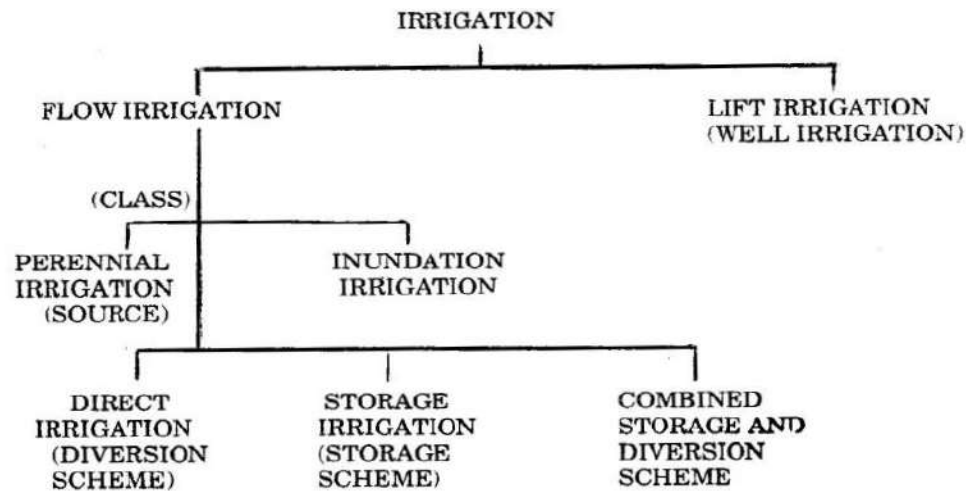 IRRIGATION
FLOW IRRIGATION
LIFT IRRIGATION
(WELL IRRIGATION)
(CLASS)
PERENNIAL
IRRIGATION
(SOURCE)
INUNDATION
IRRIGATION
DIRECT
IRRIGATION
(DIVERSION
SCHEME)
STORAGE
IRRIGATION
(STORAGE
SCHEME)
COMBINED
STORAGE AND
DIVERSION
SCHEME